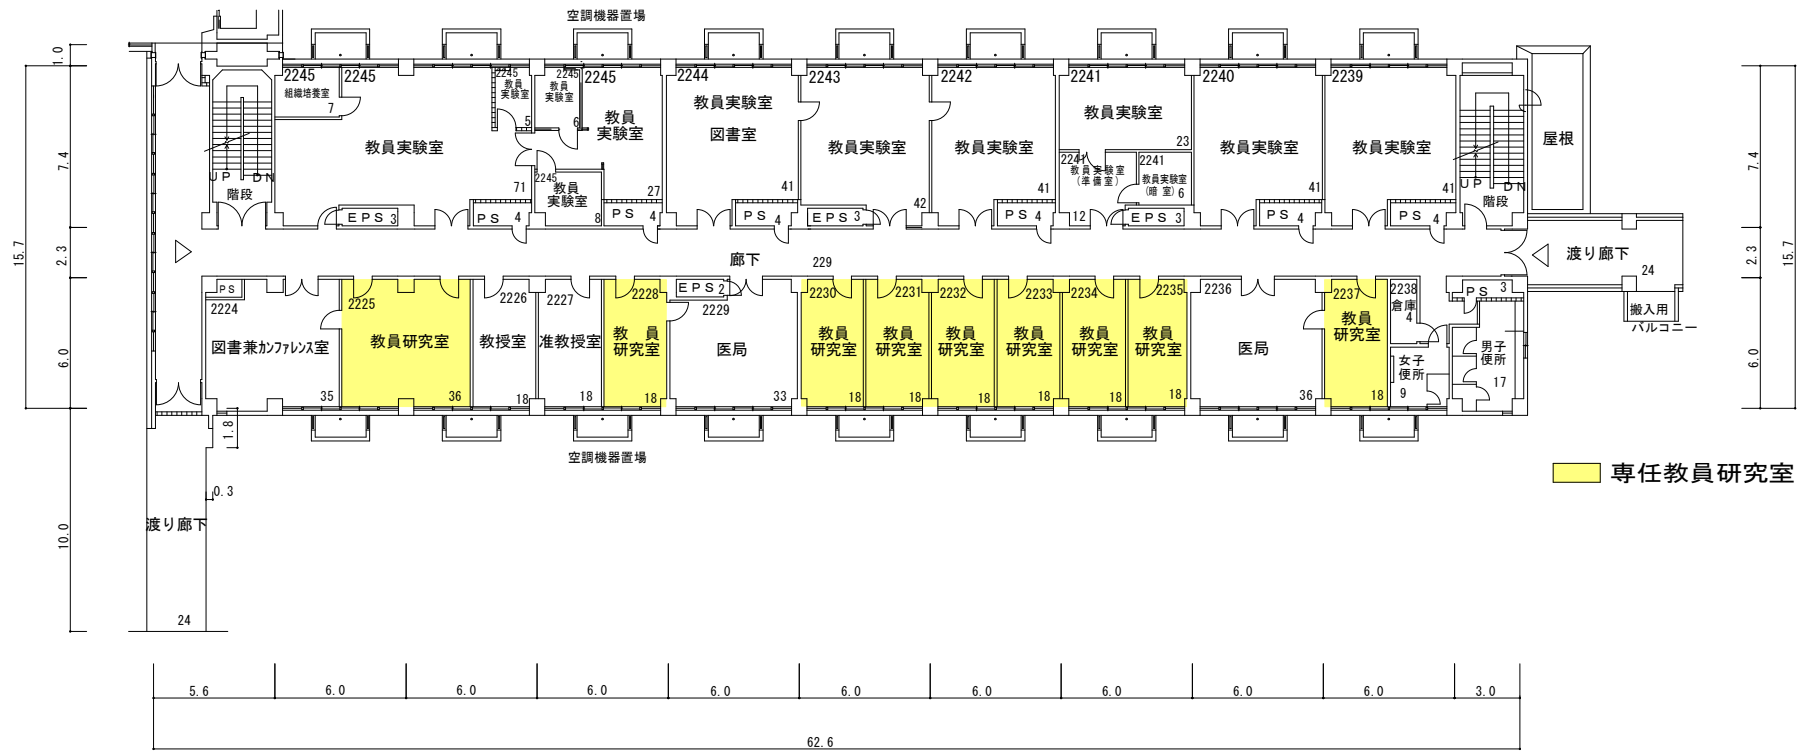 空調機器置場
1.0
2245
組織培養室
7
2245
教員実験室
71
2245
教員
実験室
5
2245
教員
実験室
6
2245
教員
実験室
27
2245
教員
実験室
8
2244
教員実験室
図書室
41
2243
教員実験室
42
2242
教員実験室
41
2241
教員実験室
23
2241
教員実験室
(準備室)
12
2241
教員実験室
(暗室)
6
2240
教員実験室
41
2239
教員実験室
41
屋根
7.4
7.4
UP DN
階段
UP DN
階段
EPS 3
PS 4
PS 4
PS 4
EPS 3
PS 4
EPS 3
PS 4
PS 4
15.7
2.3
廊下
229
渡り廊下
24
2.3
15.7
PS
2224
図書兼カンファレンス室
35
2225
教員研究室
36
2226
教授室
18
2227
准教授室
18
2228
教員
研究室
18
EPS 2
2229
医局
33
2230
教員
研究室
18
2231
教員
研究室
18
2232
教員
研究室
18
2233
教員
研究室
18
2234
教員
研究室
18
2235
教員
研究室
18
2236
医局
36
2237
教員
研究室
18
2238
倉庫
4
PS 3
女子
便所
9
男子
便所
17
搬入用
バルコニー
6.0
6.0
1.8
空調機器置場
専任教員研究室
0.3
渡り廊下
10.0
24
5.6
6.0
6.0
6.0
6.0
6.0
6.0
6.0
6.0
6.0
3.0
62.6